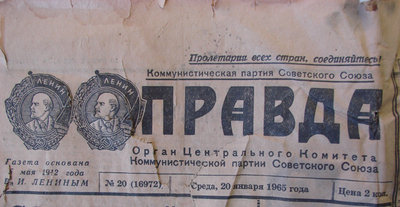 Пролетарии всех стран, соединяйтесь!
Коммунистическая партия Советского Союза
ЛЕНИН ЛЕНИН
ПРАВДА
Орган Центрального Комитета
Коммунистической партии Советского Союза
Газета основана
5 мая 1912 года
В. И. ЛЕНИНЫМ
№ 20 (16972) Среда, 20 января 1965 года Цена 2 коп.